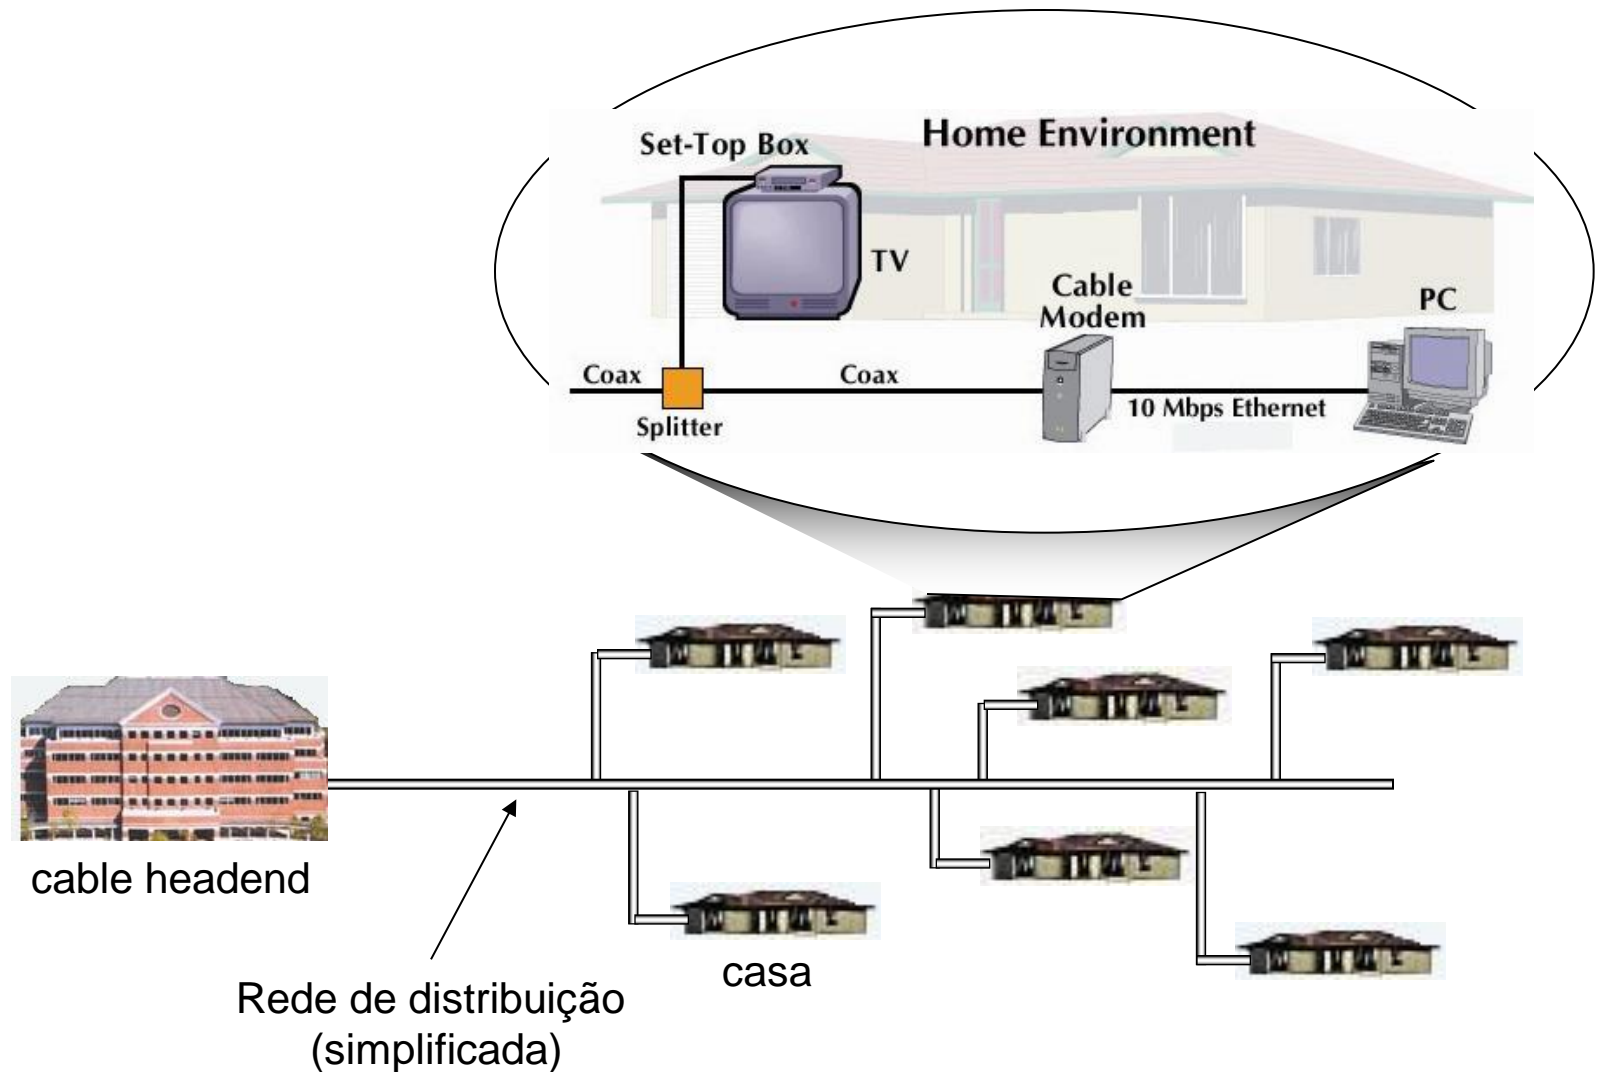 Home Environment
Set-Top Box
TV
Cable
Modem
PC
Coax
Coax
10 Mbps Ethernet
Splitter
cable headend
casa
Rede de distribuição
(simplificada)